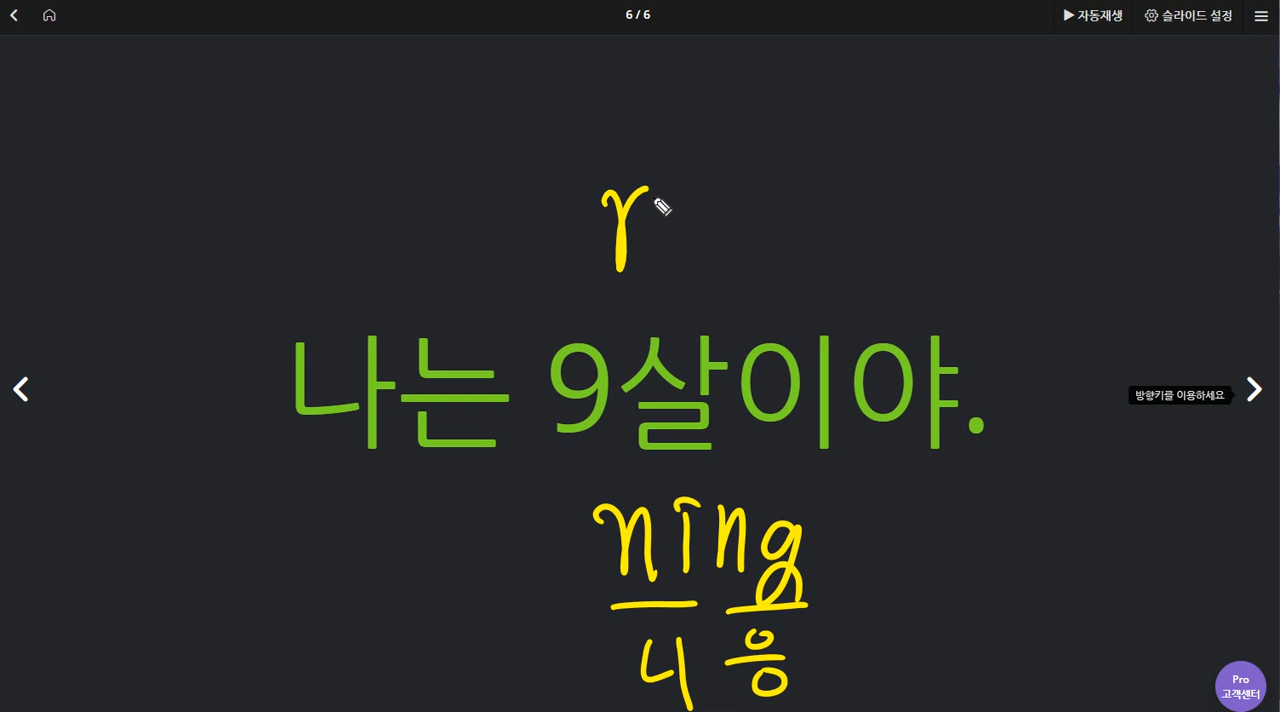 6 / 6
자동재생
슬라이드 설정
r
나는 9살이야.
방향키를 이용하세요
ning
니 응
Pro
고객센터